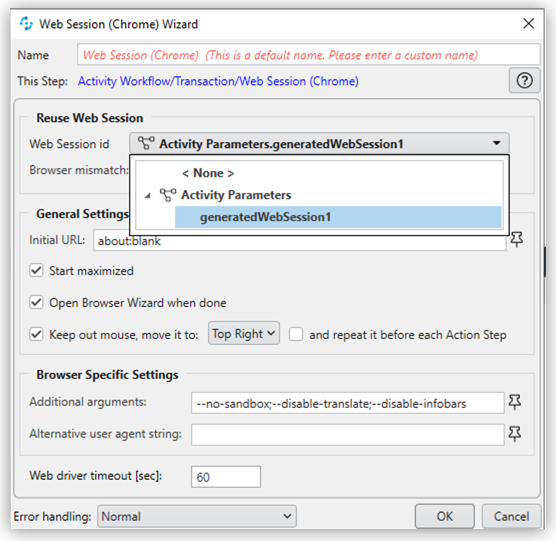 Web Session (Chrome) Wizard
Name Web Session (Chrome) (This is a default name. Please enter a custom name)
This Step: Activity Workflow/Transaction/Web Session (Chrome)
Reuse Web Session
Web Session id Activity Parameters.generatedWebSession1
Browser mismatch:
< None >
Activity Parameters
generatedWebSession1
General Settings
Initial URL: about:blank
Start maximized
Open Browser Wizard when done
Keep out mouse, move it to: Top Right and repeat it before each Action Step
Browser Specific Settings
Additional arguments: --no-sandbox;--disable-translate;--disable-infobars
Alternative user agent string:
Web driver timeout [sec]: 60
Error handling: Normal OK Cancel